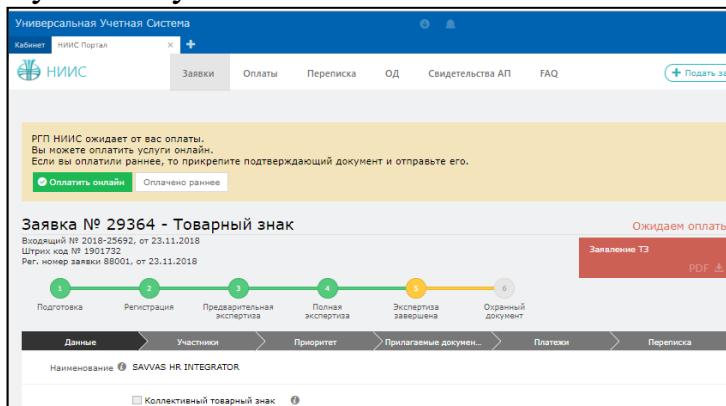 Универсальная Учетная Система
Кабинет НИИС Портал × +
НИИС Заявки Оплаты Переписка ОД Свидетельства АП FAQ + Подать за
РГП НИИС ожидает от вас оплаты.
Вы можете оплатить услуги онлайн.
Если вы оплатили раннее, то прикрепите подтверждающий документ и отправьте его.
Оплатить онлайн Оплачено раннее
Заявка № 29364 - Товарный знак Ожидаем оплаты
Входящий № 2018-25692, от 23.11.2018
Штрих код № 1901732
Рег. номер заявки 88001, от 23.11.2018
Заявление ТЗ
PDF
1 2 3 4 5 6
Подготовка Регистрация Предварительная экспертиза Полная экспертиза Экспертиза завершена Охранный документ
Данные Участники Приоритет Прилагаемые докумен... Платежи Переписка
Наименование SAVVAS HR INTEGRATOR
Коллективный товарный знак